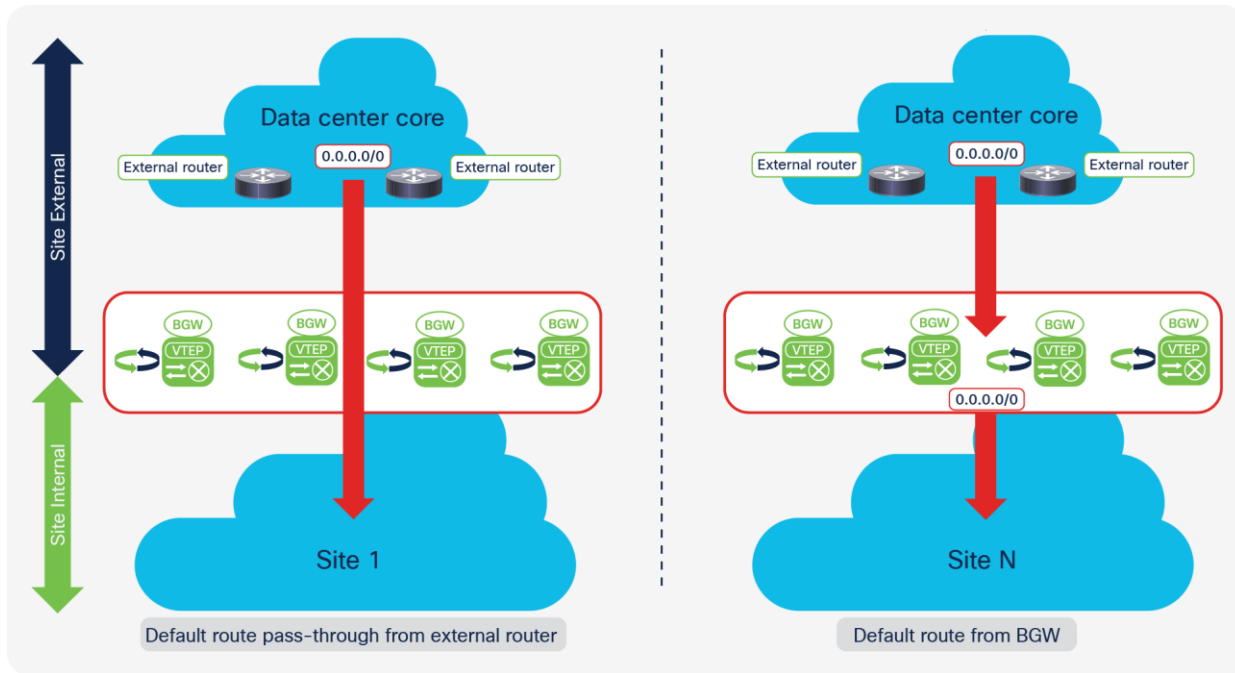 Site External
Site Internal
Data center core
External router
0.0.0.0/0
External router
BGW
VTEP
BGW
VTEP
BGW
VTEP
BGW
VTEP
Site 1
Default route pass-through from external router
Data center core
External router
0.0.0.0/0
External router
BGW
VTEP
BGW
VTEP
BGW
VTEP
BGW
VTEP
0.0.0.0/0
Site N
Default route from BGW